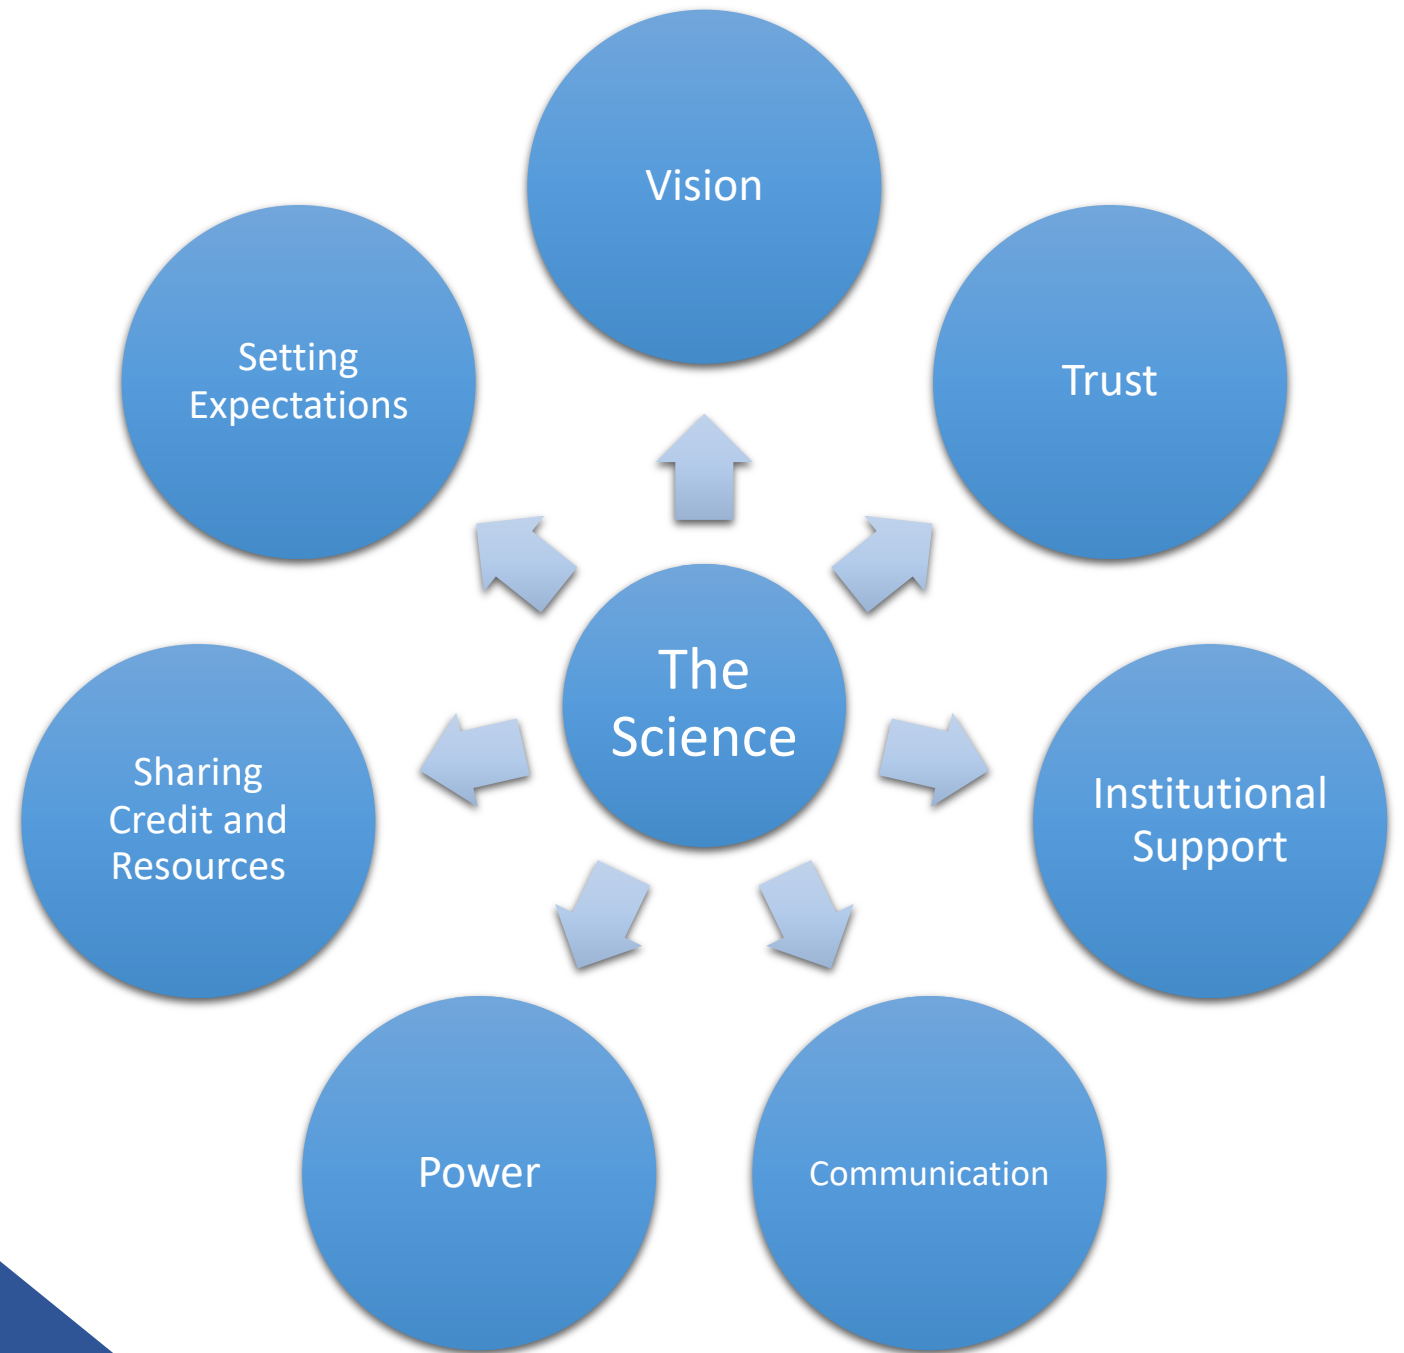 Vision
Trust
Institutional
Support
Communication
Power
Sharing
Credit and
Resources
Setting
Expectations
The
Science